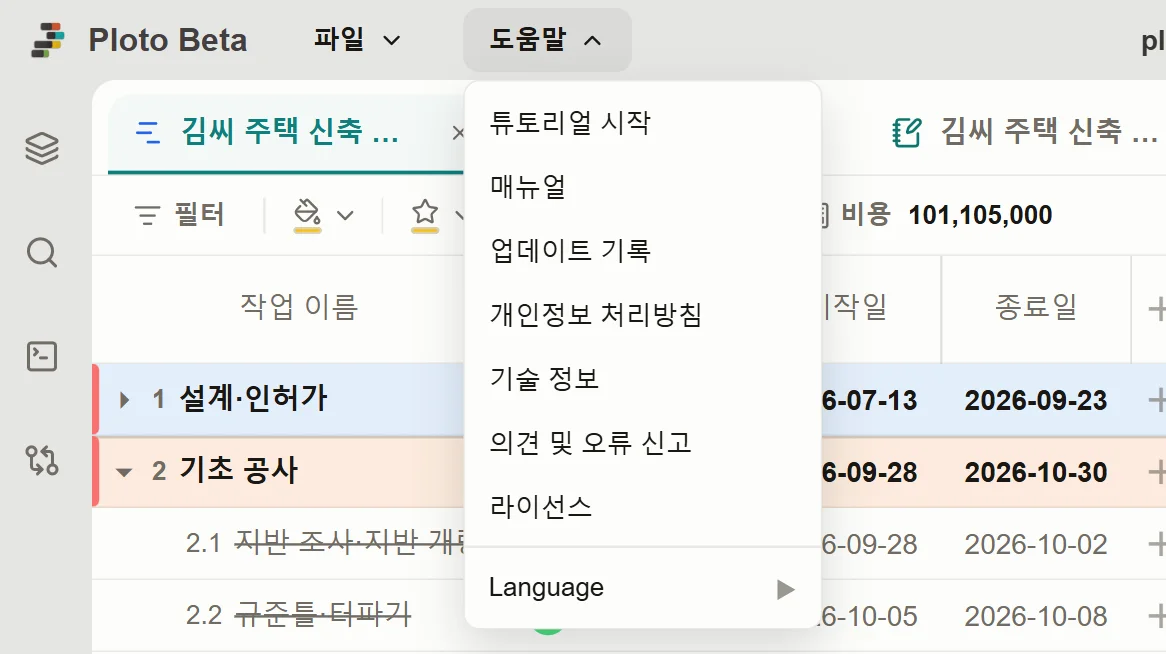 Ploto Beta
파일
도움말
pl
김씨 주택 신축 ...
김씨 주택 신축 ...
튜토리얼 시작
매뉴얼
업데이트 기록
개인정보 처리방침
기술 정보
의견 및 오류 신고
라이선스
Language
필터
비용 101,105,000
작업 이름
작일
종료일
1 설계·인허가
6-07-13
2026-09-23
2 기초 공사
6-09-28
2026-10-30
2.1 지반 조사·지반 개
6-09-28
2026-10-02
2.2 규준틀·터파기
6-10-05
2026-10-08